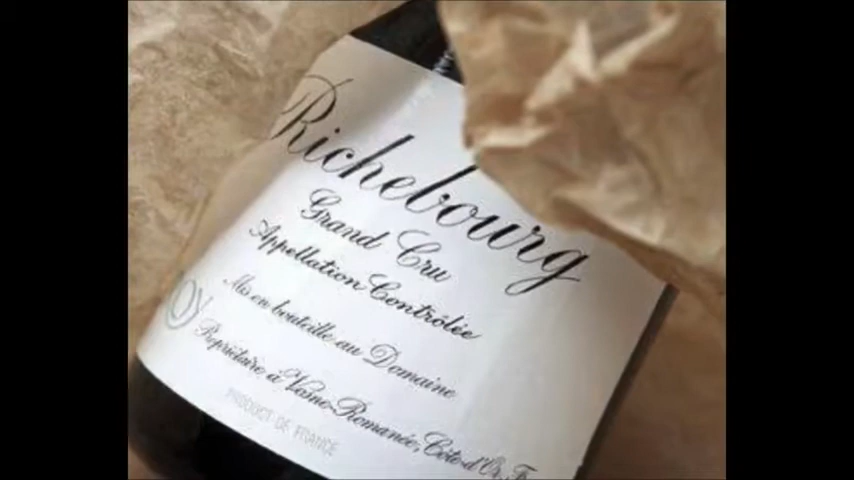 Richebourg
Grand Cru
Appellation Contrôlée
Mis en bouteille au Domaine
Propriétaire à Vosne-Romanée, Côte-d'Or, F
PRODUCT OF FRANCE